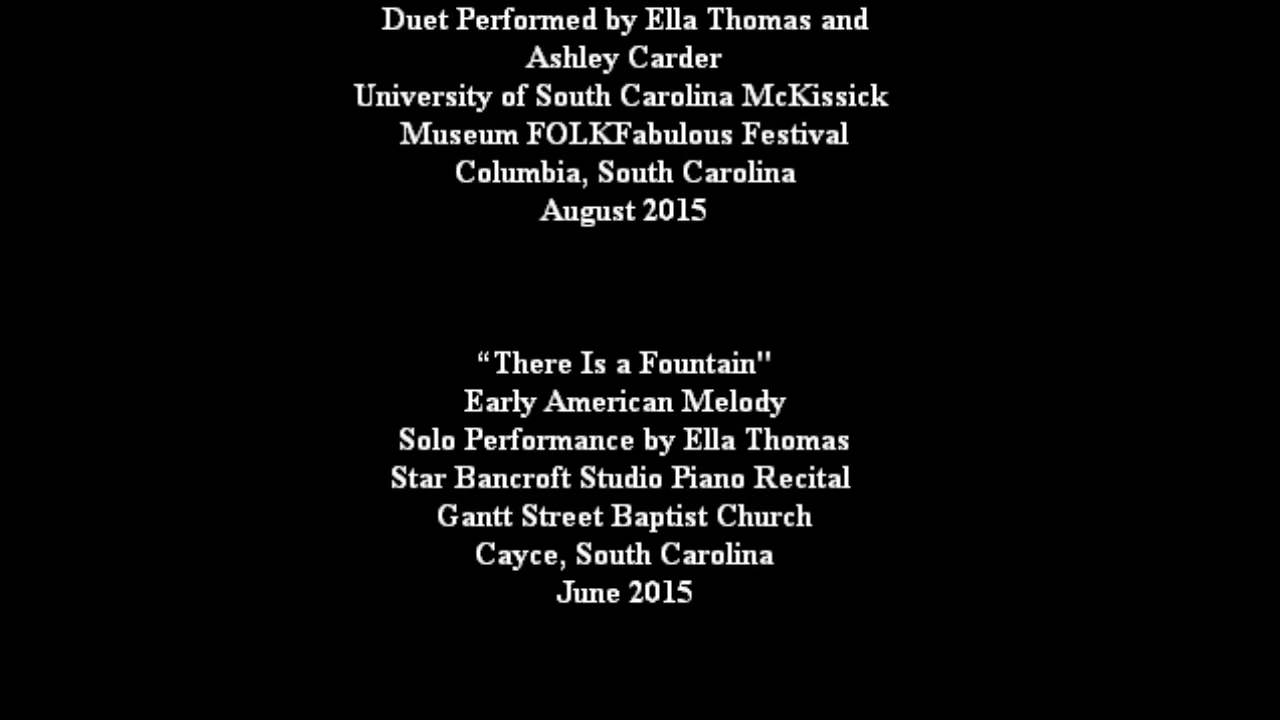 Duet Performed by Ella Thomas and
Ashley Carder
University of South Carolina McKissick
Museum FOLKFabulous Festival
Columbia, South Carolina
August 2015
“There Is a Fountain"
Early American Melody
Solo Performance by Ella Thomas
Star Bancroft Studio Piano Recital
Gantt Street Baptist Church
Cayce, South Carolina
June 2015